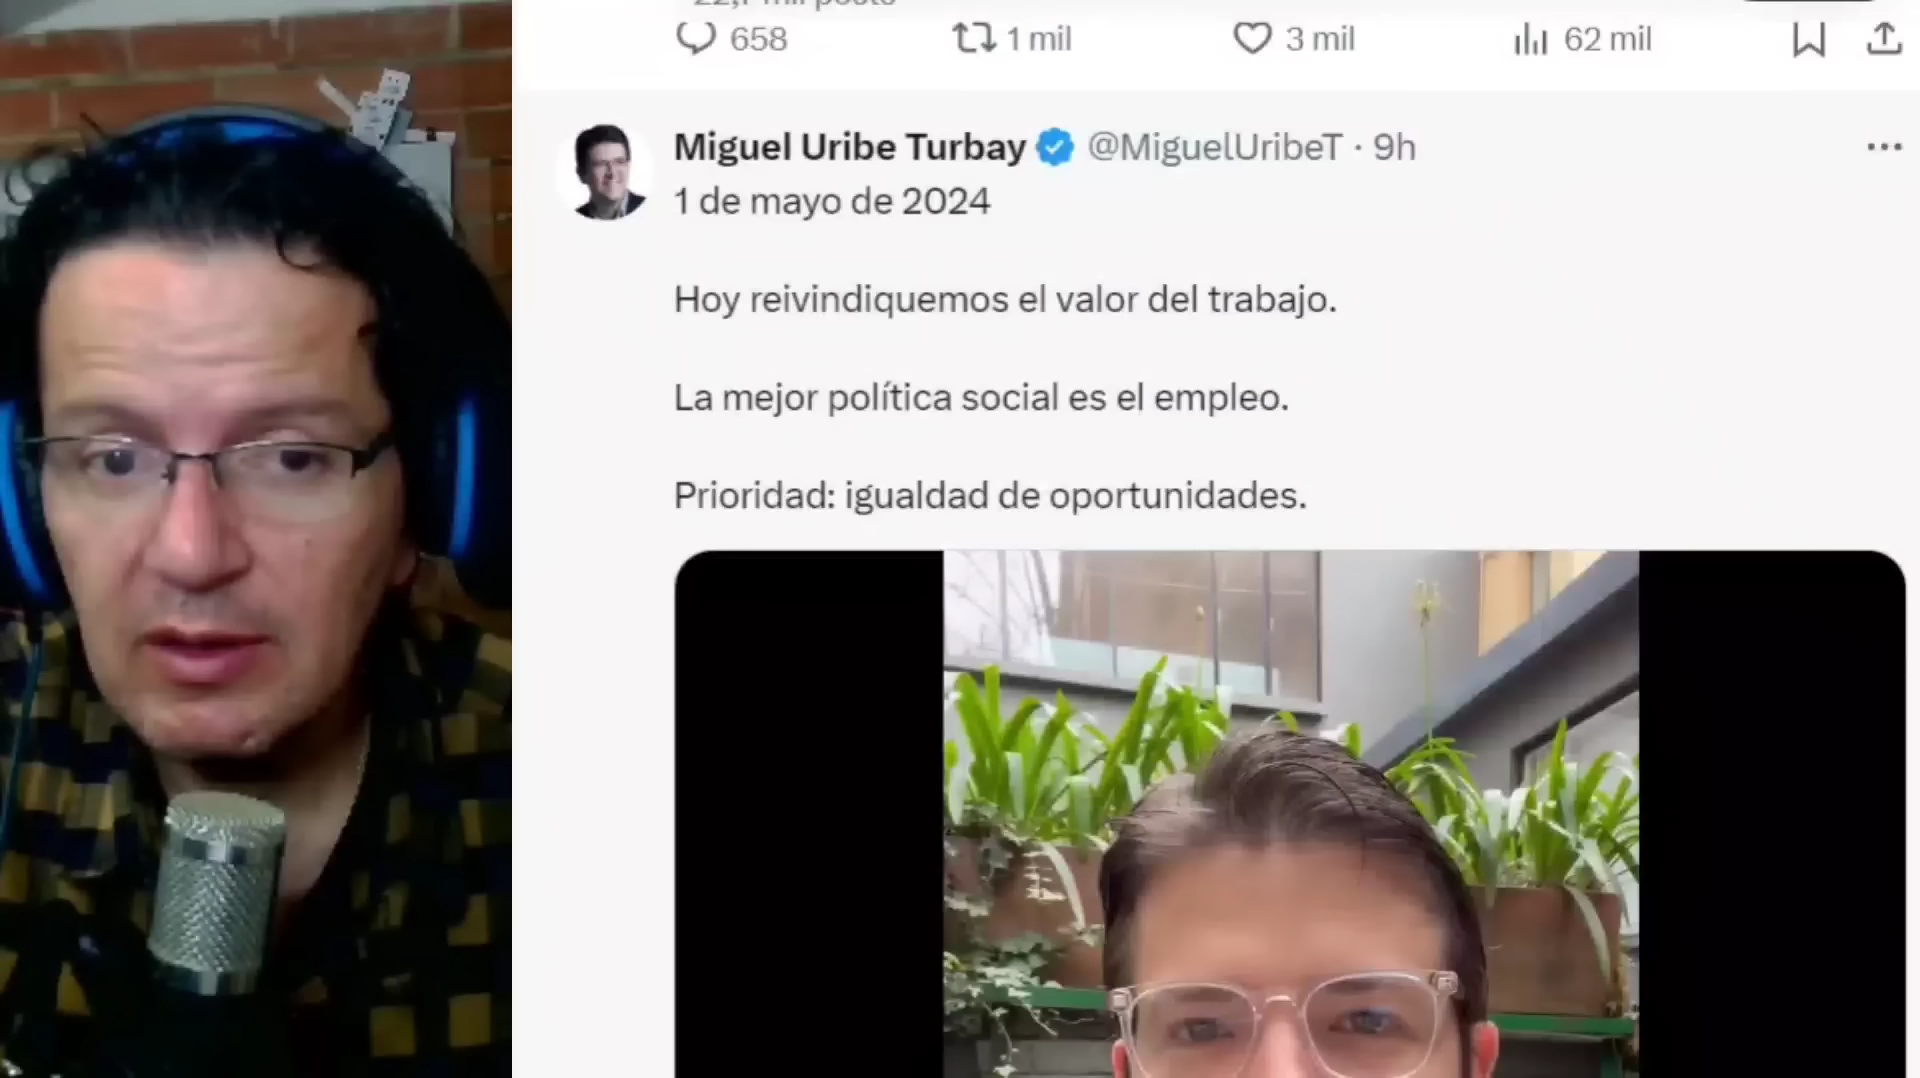 658 1 mil 3 mil 62 mil
Miguel Uribe Turbay @MiguelUribeT · 9h
1 de mayo de 2024
Hoy reivindiquemos el valor del trabajo.
La mejor política social es el empleo.
Prioridad: igualdad de oportunidades.